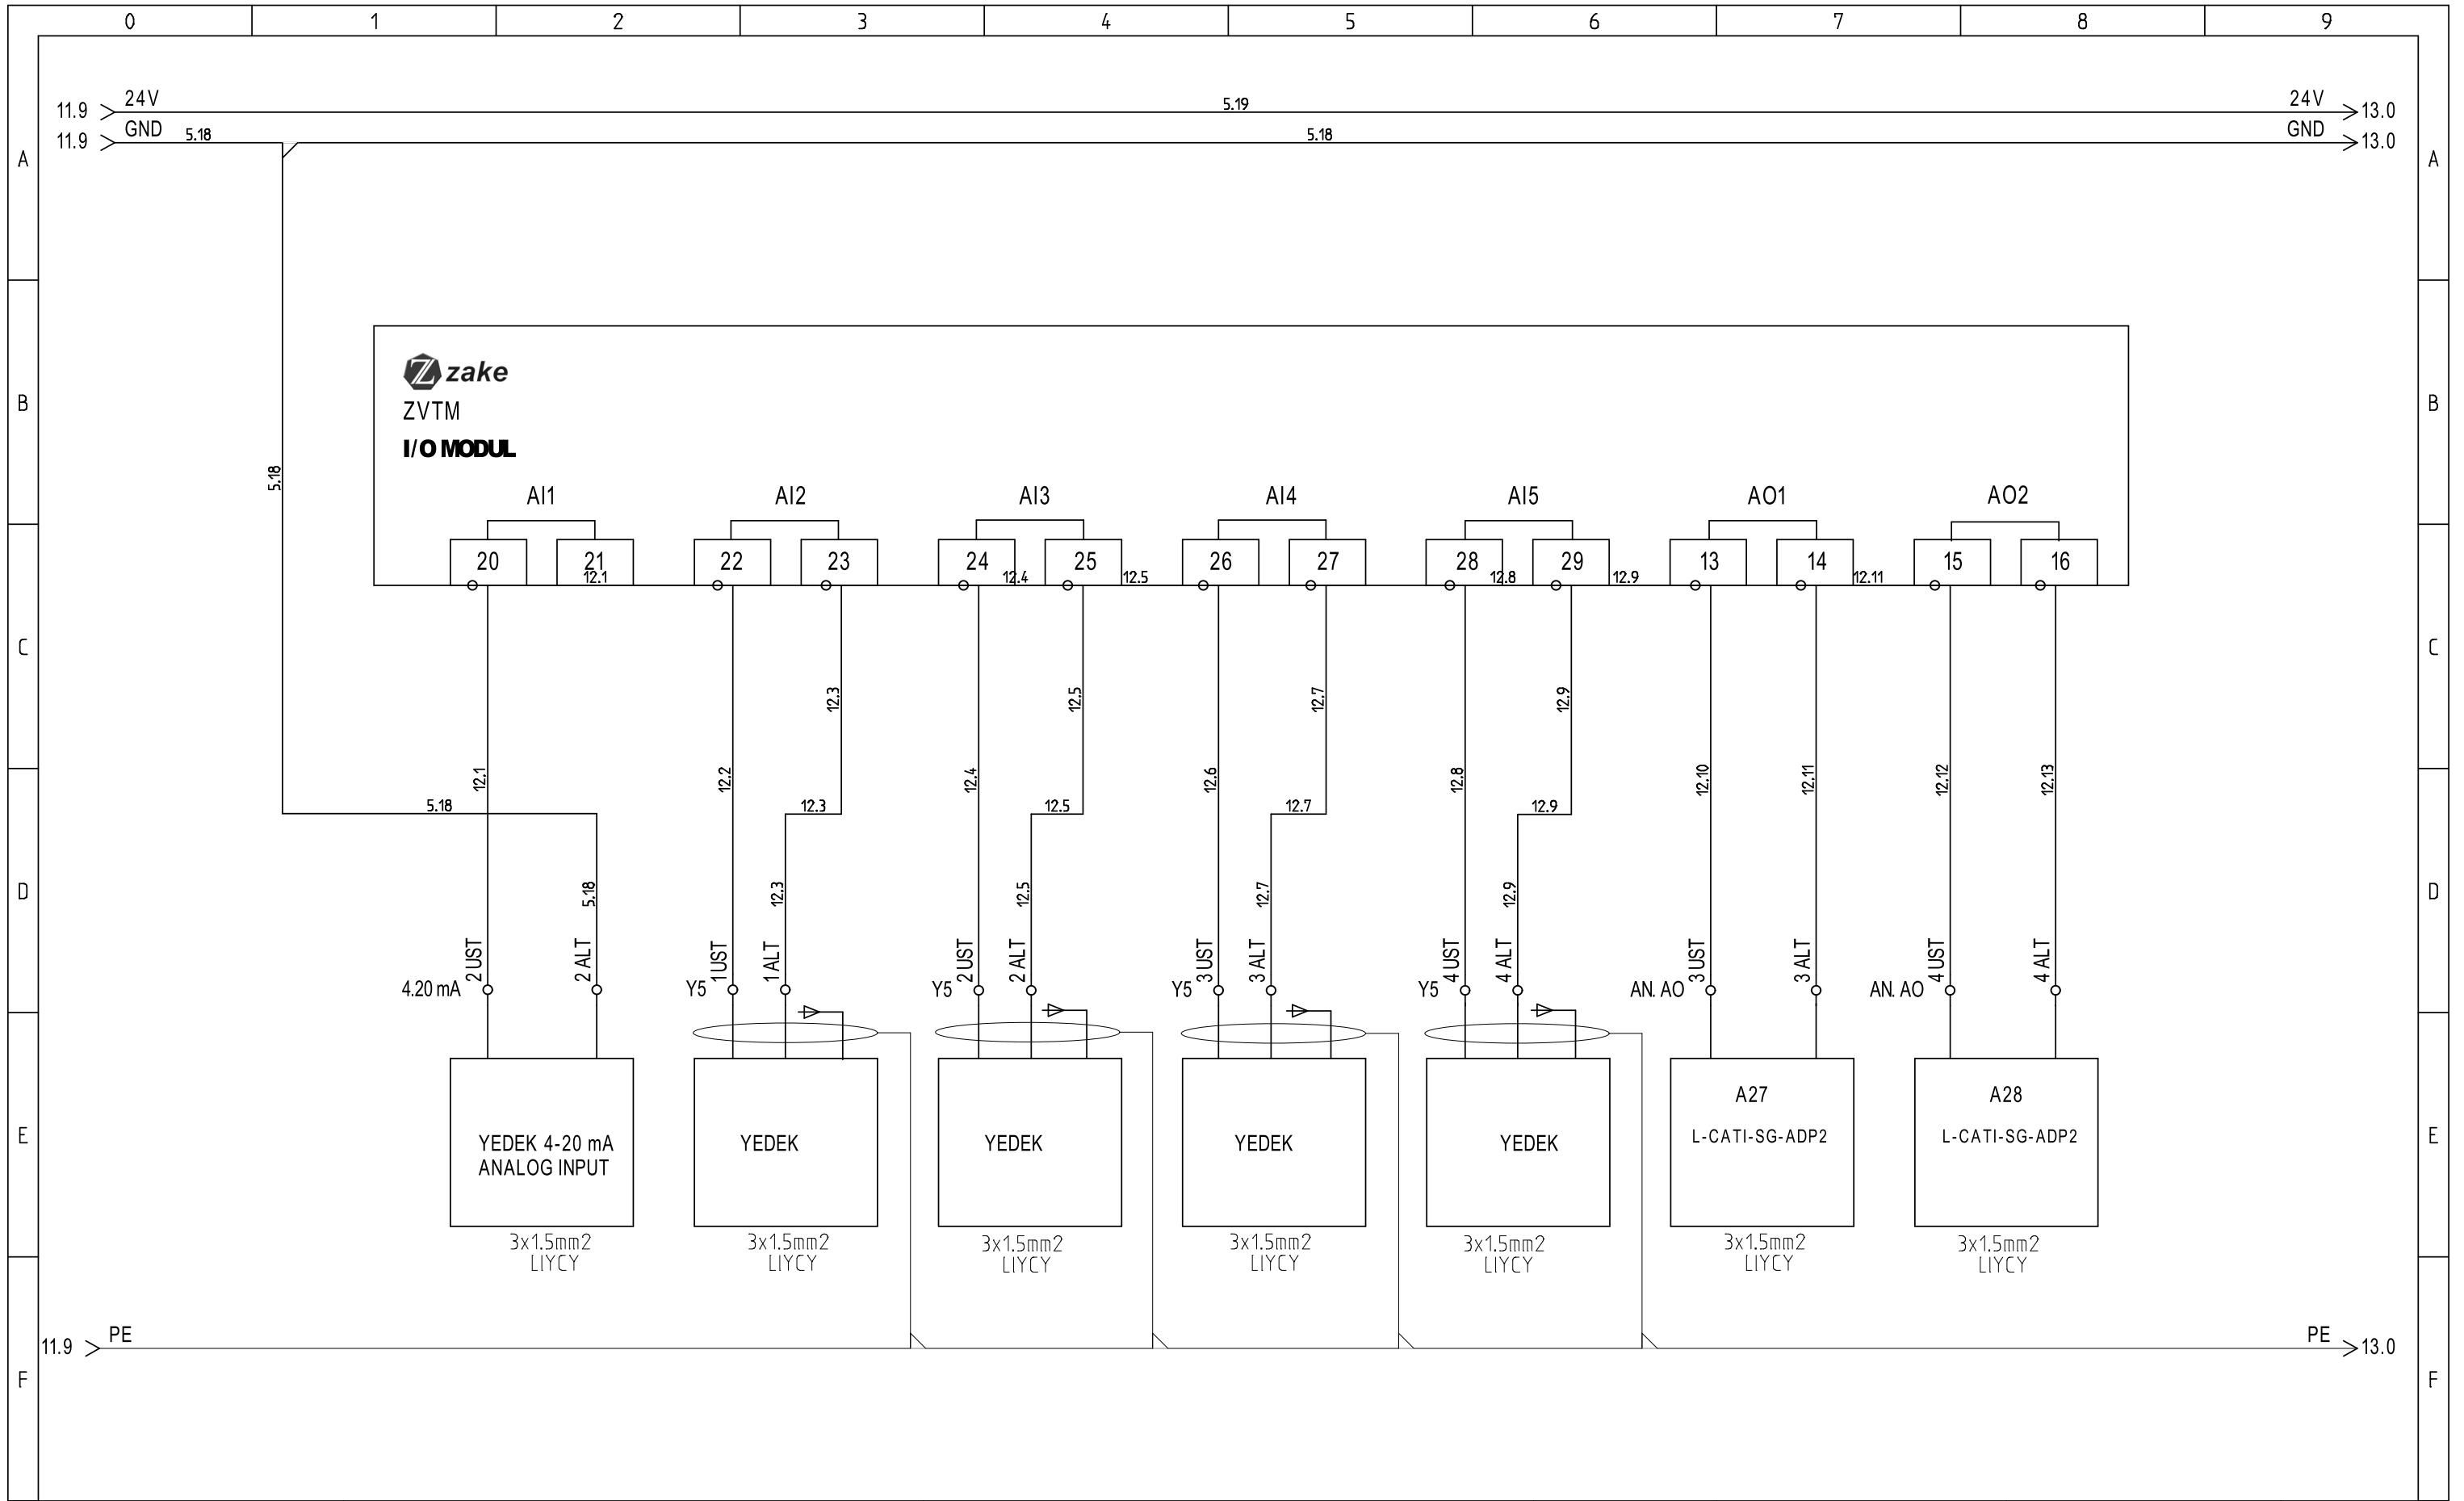 0 1 2 3 4 5 6 7 8 9
11.9 24V 5.19 24V 13.0
11.9 GND 5.18 5.18 GND 13.0
A A
zake
B ZVTM B
I/O MODUL
5.18
AI1 AI2 AI3 AI4 AI5 AO1 AO2
20 21 22 23 24 25 26 27 28 29 13 14 15 16
12.1 12.4 12.5 12.8 12.9 12.11
C C
12.3 12.5 12.7 12.9
12.1 12.2 12.4 12.6 12.8 12.10 12.11 12.12 12.13
5.18 12.3 12.5 12.7 12.9
D 5.18 12.3 12.5 12.7 12.9 D
2 UST 2 ALT 1 UST 1 ALT 2 UST 2 ALT 3 UST 3 ALT 4 UST 4 ALT 3 UST 3 ALT 4 UST 4 ALT
4.20 mA Y5 Y5 Y5 Y5 AN. AO AN. AO
A27 A28
E YEDEK 4-20 mA YEDEK YEDEK YEDEK YEDEK L-CATI-SG-ADP2 L-CATI-SG-ADP2 E
ANALOG INPUT
3x1.5mm2 3x1.5mm2 3x1.5mm2 3x1.5mm2 3x1.5mm2 3x1.5mm2 3x1.5mm2
LIYCY LIYCY LIYCY LIYCY LIYCY LIYCY LIYCY
11.9 PE PE 13.0
F F